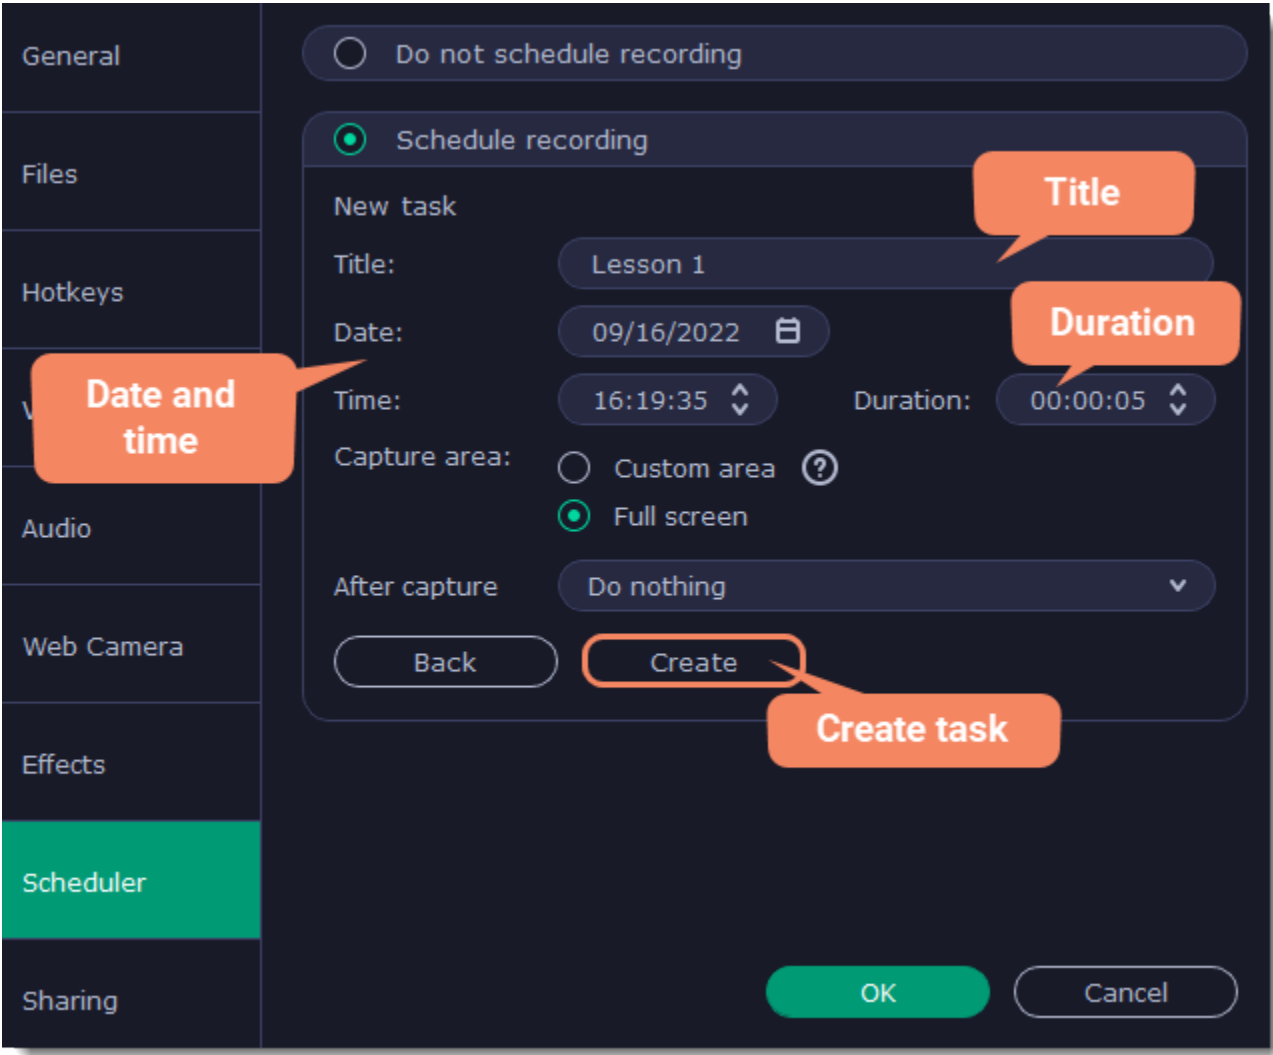 General
Files
Hotkeys
Audio
Web Camera
Effects
Scheduler
Sharing
Do not schedule recording
Schedule recording
New task
Title: Lesson 1
Date: 09/16/2022
Time: 16:19:35 Duration: 00:00:05
Capture area: Custom area ?
Full screen
After capture Do nothing
Back Create
OK Cancel
Title
Duration
Date and
time
Create task